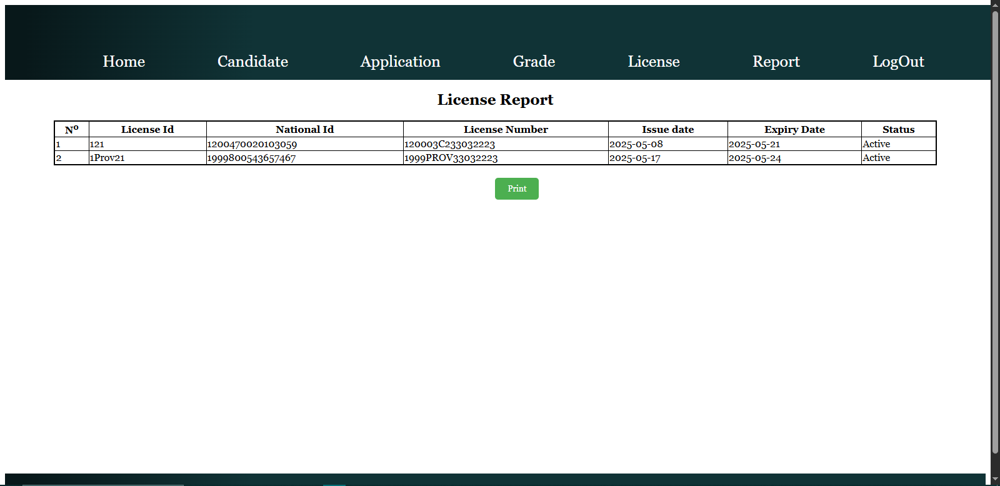 Home Candidate Application Grade License Report LogOut
License Report
Nº License Id National Id License Number Issue date Expiry Date Status
1 121 1200470020103059 120003C233032223 2025-05-08 2025-05-21 Active
2 1Prov21 1999800543657467 1999PROV33032223 2025-05-17 2025-05-24 Active
Print